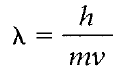 λ = h / mv